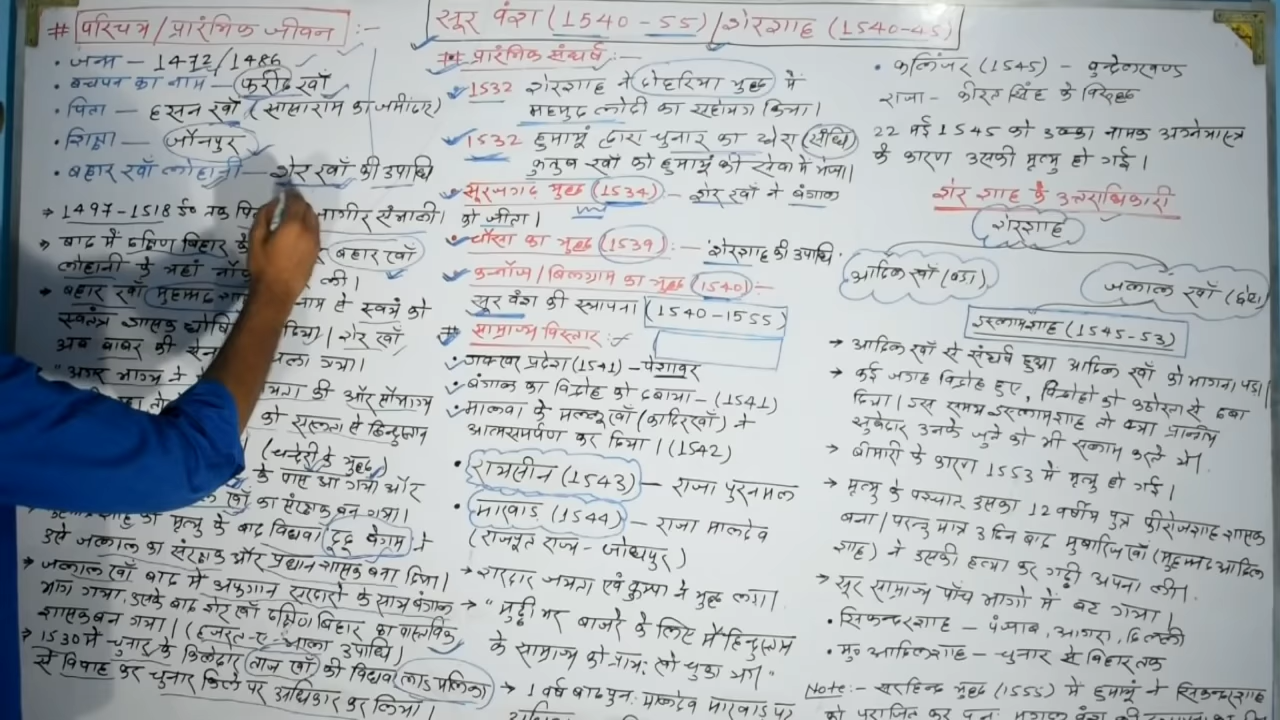 सूर वंश (1540-55)/शेरशाह (1540-45)
# परिचय/प्रारंभिक जीवन :-
• जन्म - 1472/1486
• बचपन का नाम - फरीद खाँ
• पिता - हसन खाँ (सासाराम का जमींदार)
• शिक्षा - जौनपुर
• बहार खाँ लोहानी - शेर खाँ की उपाधि
→ 1497-1518 ई० तक जागीर संभाली।
→ बाद में दक्षिण बिहार के बहार खाँ
लोहानी के यहां की।
→ बहार खाँ मुहम्मद नाम से स्वयं को
स्वतंत्र शासक दिया। शेर खाँ
अब बाबर की चला गया।
"अगर भाग्य ने की और सौभाग्य
को सरलता से हिन्दुस्तान
(चन्देरी के युद्ध)
के पास आ गया और
खाँ का संरक्षक बन गया।
की मृत्यु के बाद विधवा दूदू बेगम ने
उसे जलाल का संरक्षक और प्रधान शासक बना दिया।
→ जलाल खाँ बाद में अफगान सरदारों के साथ बंगाल
भाग गया, उसके बाद शेर खाँ दक्षिण बिहार का वास्तविक
शासक बन गया। (हजरत-ए-आला उपाधि)
→ 1530 में चुनार के किलेदार ताज खाँ की विधवा लाड मलिका
से विवाह कर चुनार किले पर अधिकार कर लिया।
# प्रारंभिक संघर्ष :-
1532 शेरशाह ने दोहरिया युद्ध में
महमूद लोदी का सहयोग किया।
1532 हुमायूं द्वारा चुनार का घेरा (संधि)
कुतुब खाँ को हुमायूँ की सेवा में भेजा।
सूरजगढ़ युद्ध (1534) - शेर खाँ ने बंगाल
को जीता।
चौसा का युद्ध (1539) :- शेरशाह की उपाधि.
कन्नौज/बिलग्राम का युद्ध (1540) :-
सूर वंश की स्थापना (1540-1555)
# साम्राज्य विस्तार :-
गक्खर प्रदेश (1541) - पेशावर
बंगाल का विद्रोह को दबाया - (1541)
मालवा के मल्लू खाँ (कादिर खाँ) ने
आत्मसमर्पण कर दिया। (1542)
• रायसीन (1543) - राजा पूरनमल
• मारवाड़ (1544) - राजा मालदेव
(राजपूत राज्य - जोधपुर)
→ सरदार जयता एवं कुम्पा ने युद्ध लड़ा।
→ "मुट्ठी भर बाजरे के लिए मैं हिन्दुस्तान
के साम्राज्य को प्रायः खो चुका था।"
→ 1 वर्ष बाद पुनः मालदेव मारवाड़ पर
• कलिंजर (1545) - बुन्देलखण्ड
राजा - कीरत सिंह के विरुद्ध
22 मई 1545 को उक्का नामक अग्नेयास्त्र
के कारण उसकी मृत्यु हो गई।
शेर शाह के उत्तराधिकारी
शेरशाह
आदिल खाँ (बड़ा)
जलाल खाँ (छोटा)
इस्लामशाह (1545-53)
→ आदिल खाँ से संघर्ष हुआ आदिल खाँ को भागना पड़ा।
→ कई जगह विद्रोह हुए, विद्रोहों को कठोरता से दबा
दिया। इस समय इस्लामशाह तो क्या प्रान्तीय
सूबेदार उनके जूते को भी सलाम करते थे।
→ बीमारी के कारण 1553 में मृत्यु हो गई।
→ मृत्यु के पश्चात उसका 12 वर्षीय पुत्र फीरोजशाह शासक
बना। परन्तु मात्र 3 दिन बाद मुबारिज खाँ (मुहम्मद आदिल
शाह) ने उसकी हत्या कर गद्दी अपना ली।
→ सूर साम्राज्य पाँच भागों में बट गया।
• सिकन्दरशाह - पंजाब, आगरा, दिल्ली
• मु० आदिलशाह - चुनार से बिहार तक
Note:- सरहिन्द युद्ध (1555) में हुमायूं ने सिकन्दरशाह
को पराजित कर पुनः